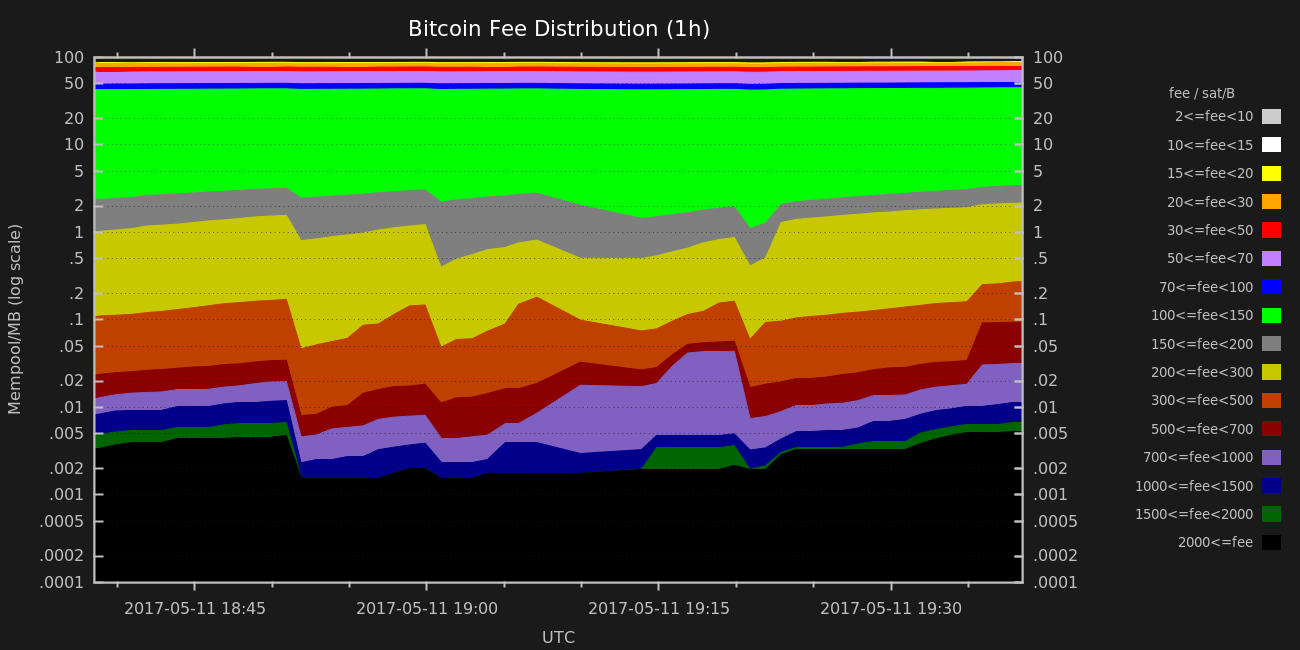 Bitcoin Fee Distribution (1h)
100
50
20
10
5
2
1
.5
.2
.1
.05
.02
.01
.005
.002
.001
.0005
.0002
.0001
Mempool/MB (log scale)
100
50
20
10
5
2
1
.5
.2
.1
.05
.02
.01
.005
.002
.001
.0005
.0002
.0001
2017-05-11 18:45
2017-05-11 19:00
2017-05-11 19:15
2017-05-11 19:30
UTC
fee / sat/B
2<=fee<10
10<=fee<15
15<=fee<20
20<=fee<30
30<=fee<50
50<=fee<70
70<=fee<100
100<=fee<150
150<=fee<200
200<=fee<300
300<=fee<500
500<=fee<700
700<=fee<1000
1000<=fee<1500
1500<=fee<2000
2000<=fee